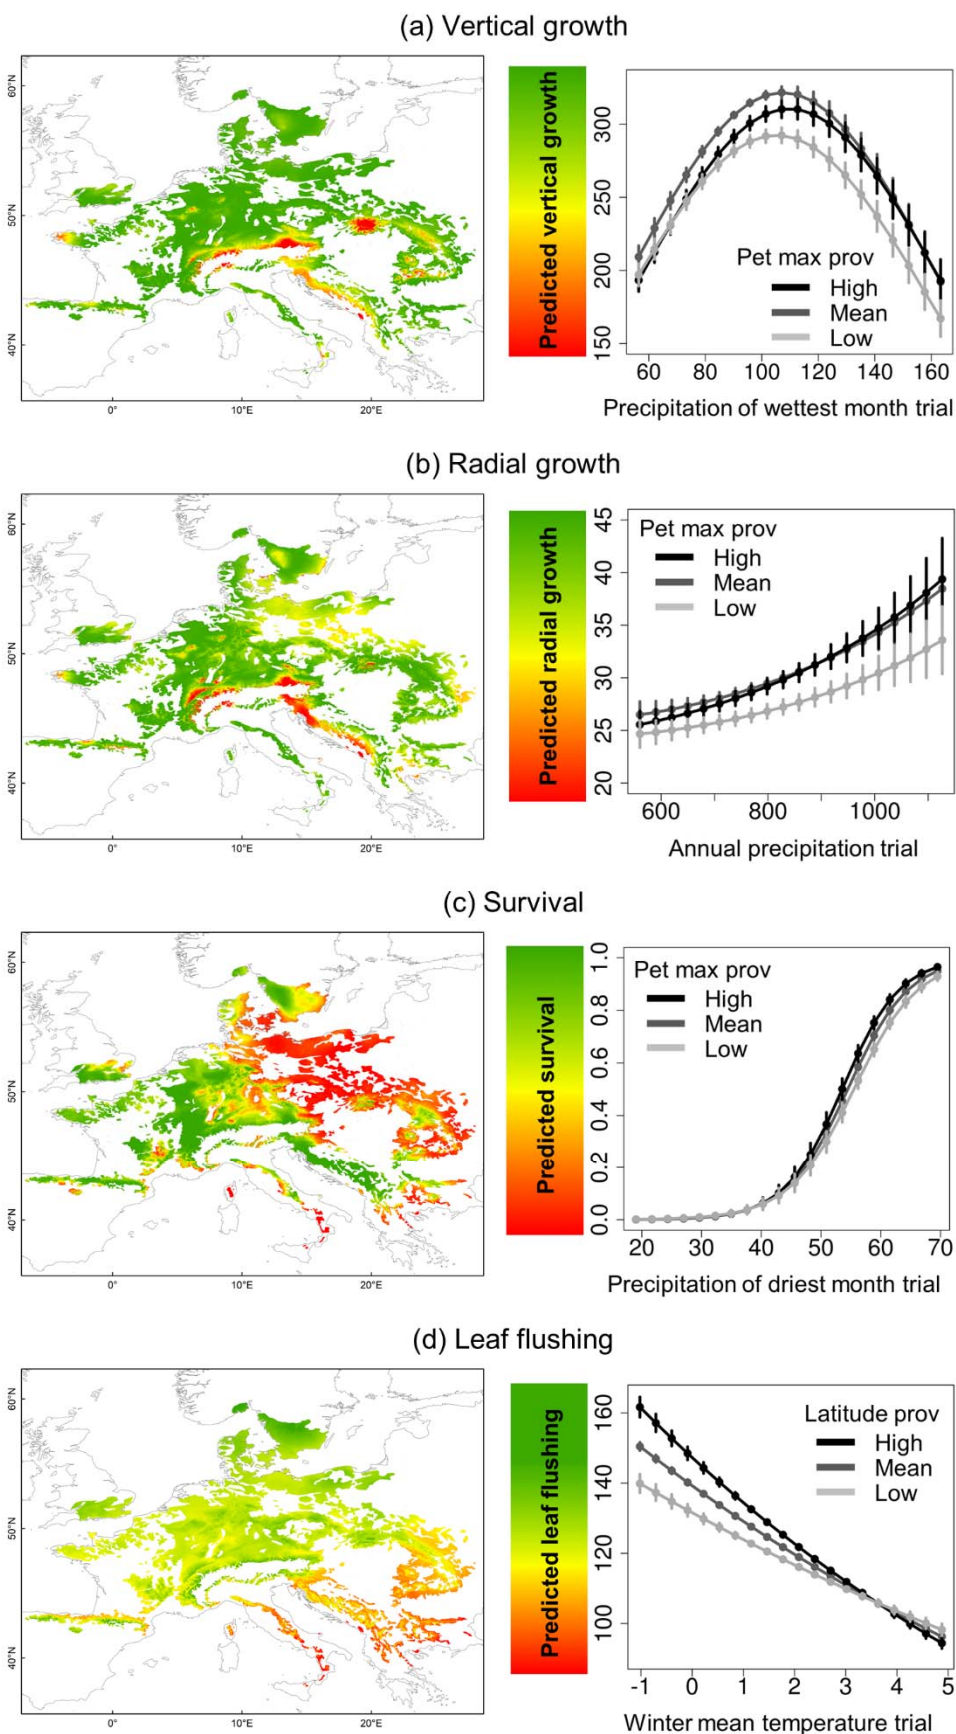 (a) Vertical growth
60°N
50°N
40°N
0°
10°E
20°E
Predicted vertical growth
300
250
200
150
Pet max prov
High
Mean
Low
60 80 100 120 140 160
Precipitation of wettest month trial
(b) Radial growth
60°N
50°N
40°N
0°
10°E
20°E
Predicted radial growth
45
40
35
30
25
20
Pet max prov
High
Mean
Low
600 800 1000
Annual precipitation trial
(c) Survival
60°N
50°N
40°N
0°
10°E
20°E
Predicted survival
1.0
0.8
0.6
0.4
0.2
0.0
Pet max prov
High
Mean
Low
20 30 40 50 60 70
Precipitation of driest month trial
(d) Leaf flushing
60°N
50°N
40°N
0°
10°E
20°E
Predicted leaf flushing
160
140
120
100
Latitude prov
High
Mean
Low
-1 0 1 2 3 4 5
Winter mean temperature trial